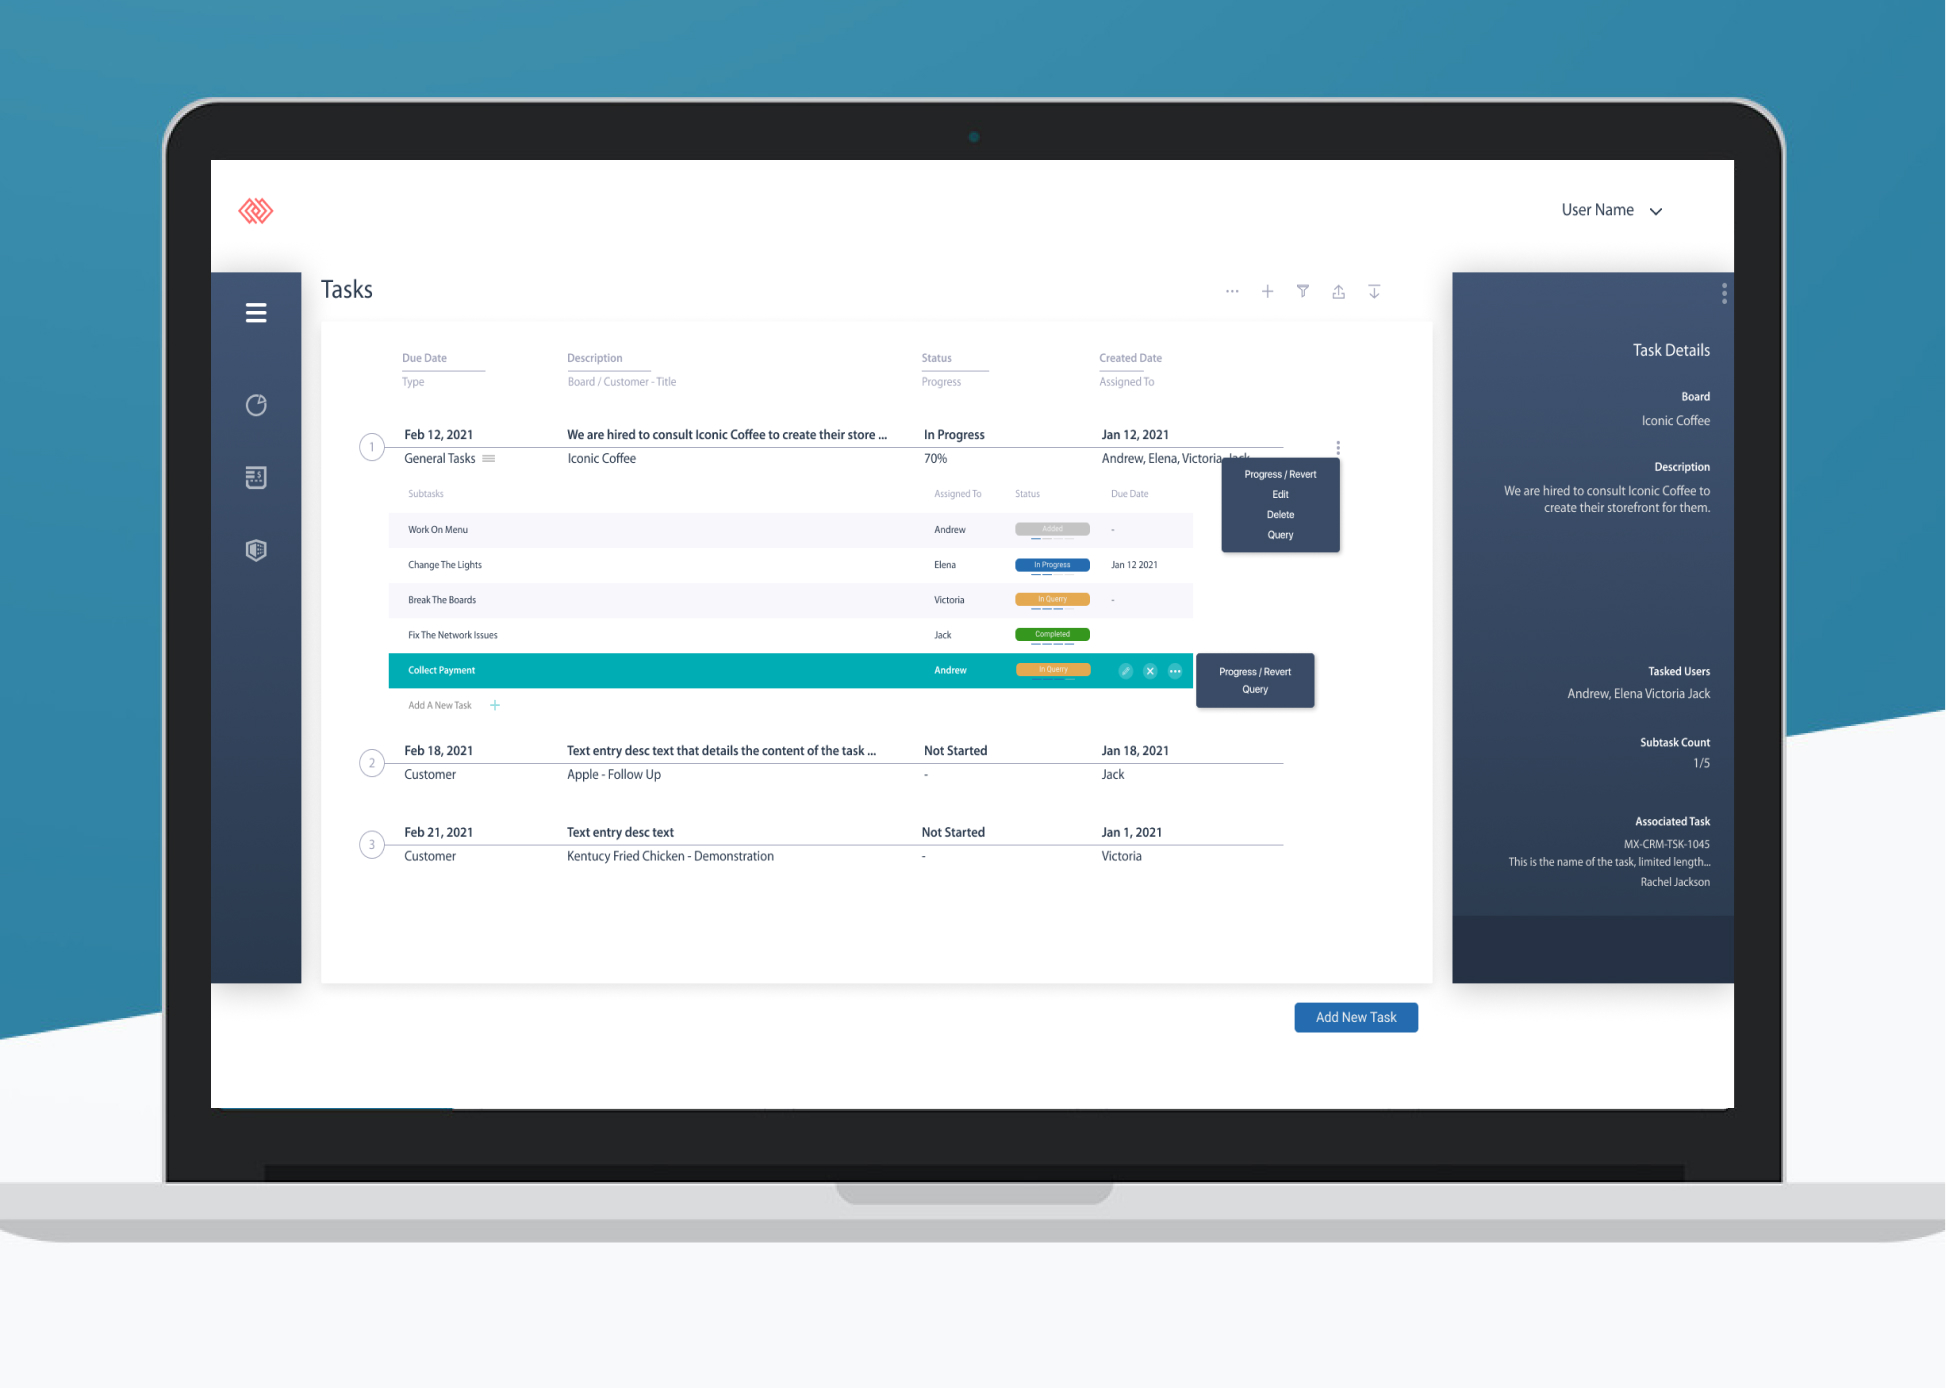 User Name
Tasks
Due Date Description Status Created Date
Type Board / Customer - Title Progress Assigned To
1 Feb 12, 2021 We are hired to consult Iconic Coffee to create their store ... In Progress Jan 12, 2021
General Tasks Iconic Coffee 70% Andrew, Elena, Victoria, Jack
Progress / Revert
Edit
Delete
Query
Subtasks Assigned To Status Due Date
Work On Menu Andrew Added -
Change The Lights Elena In Progress Jan 12 2021
Break The Boards Victoria In Querry -
Fix The Network Issues Jack Completed
Collect Payment Andrew In Querry
Progress / Revert
Query
Add A New Task +
2 Feb 18, 2021 Text entry desc text that details the content of the task ... Not Started Jan 18, 2021
Customer Apple - Follow Up - Jack
3 Feb 21, 2021 Text entry desc text Not Started Jan 1, 2021
Customer Kentucy Fried Chicken - Demonstration - Victoria
Add New Task
Task Details
Board
Iconic Coffee
Description
We are hired to consult Iconic Coffee to
create their storefront for them.
Tasked Users
Andrew, Elena Victoria Jack
Subtask Count
1/5
Associated Task
MX-CRM-TSK-1045
This is the name of the task, limited length...
Rachel Jackson